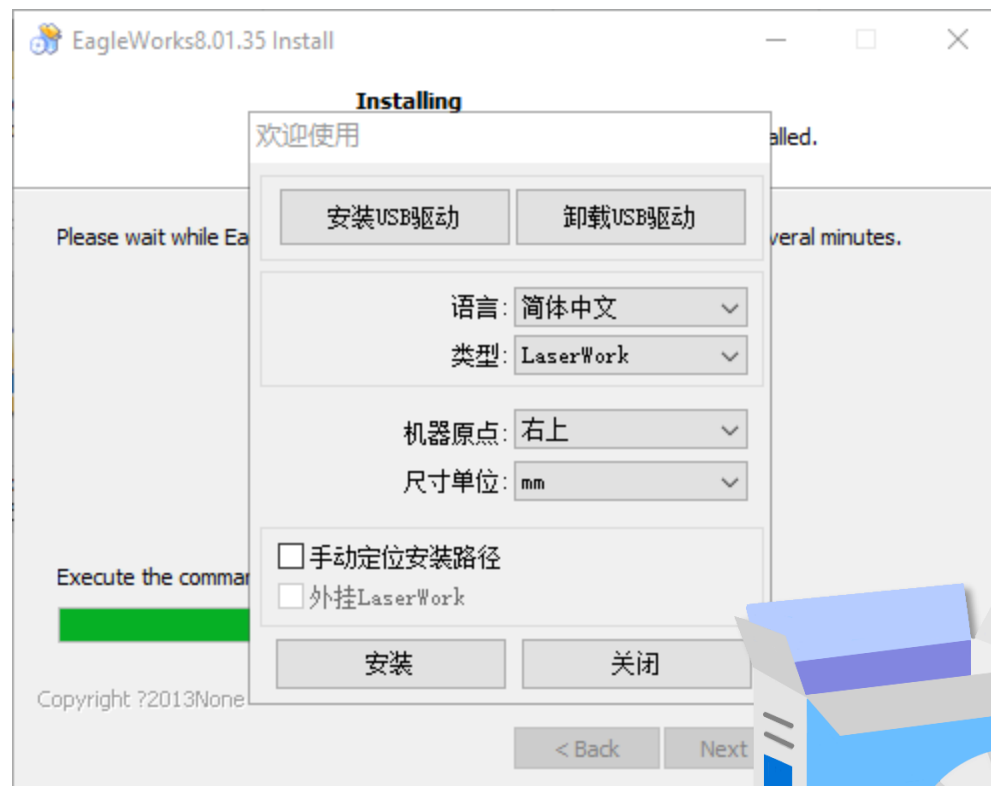 EagleWorks8.01.35 Install
Installing
alled.
欢迎使用
安装USB驱动 卸载USB驱动
Please wait while Ea
veral minutes.
语言: 简体中文
类型: LaserWork
机器原点: 右上
尺寸单位: mm
手动定位安装路径
Execute the comman
外挂LaserWork
安装 关闭
Copyright ?2013None
< Back Next